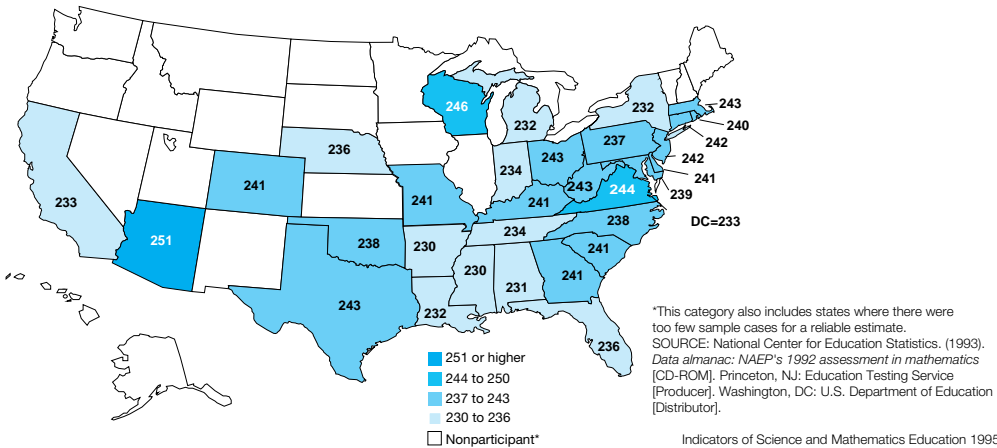 246
232
243
240
242
232
237
242
241
239
DC=233
236
234
243
243
244
233
241
241
241
238
251
238
230
234
241
241
230
231
243
232
236
251 or higher
244 to 250
237 to 243
230 to 236
Nonparticipant*
*This category also includes states where there were
too few sample cases for a reliable estimate.
SOURCE: National Center for Education Statistics. (1993).
Data almanac: NAEP's 1992 assessment in mathematics
[CD-ROM]. Princeton, NJ: Education Testing Service
[Producer]. Washington, DC: U.S. Department of Education
[Distributor].
Indicators of Science and Mathematics Education 1995